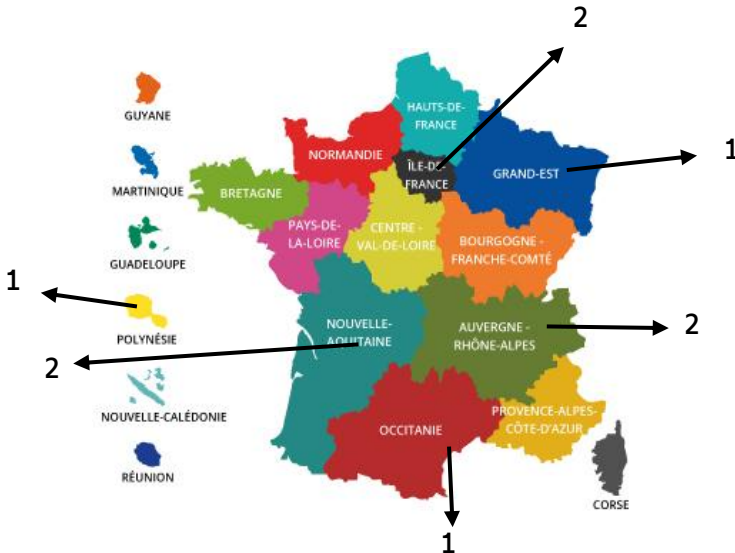 2
HAUTS-DE-
FRANCE
GUYANE
NORMANDIE
ÎLE-DE-
FRANCE
1
GRAND-EST
MARTINIQUE
BRETAGNE
PAYS-DE-
LA-LOIRE
CENTRE -
VAL-DE-LOIRE
BOURGOGNE -
FRANCHE-COMTÉ
GUADELOUPE
1
POLYNÉSIE
NOUVELLE-
AQUITAINE
AUVERGNE -
RHÔNE-ALPES
2
2
NOUVELLE-CALÉDONIE
PROVENCE-ALPES-
CÔTE-D'AZUR
OCCITANIE
RÉUNION
CORSE
1